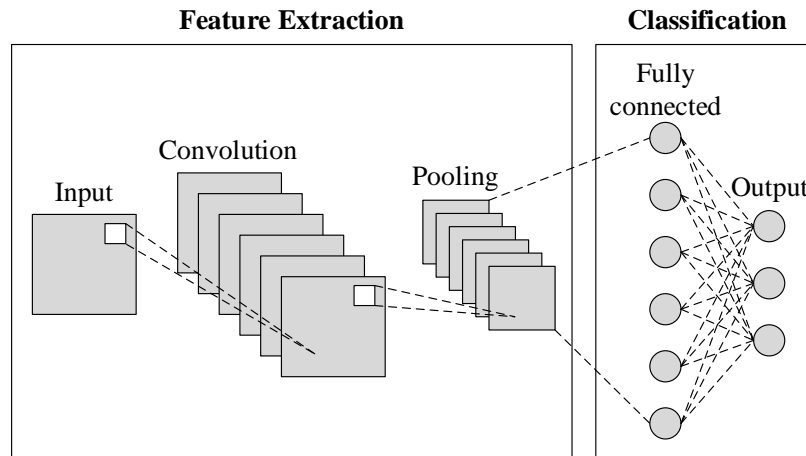 Feature Extraction
Classification
Input
Convolution
Pooling
Fully
connected
Output